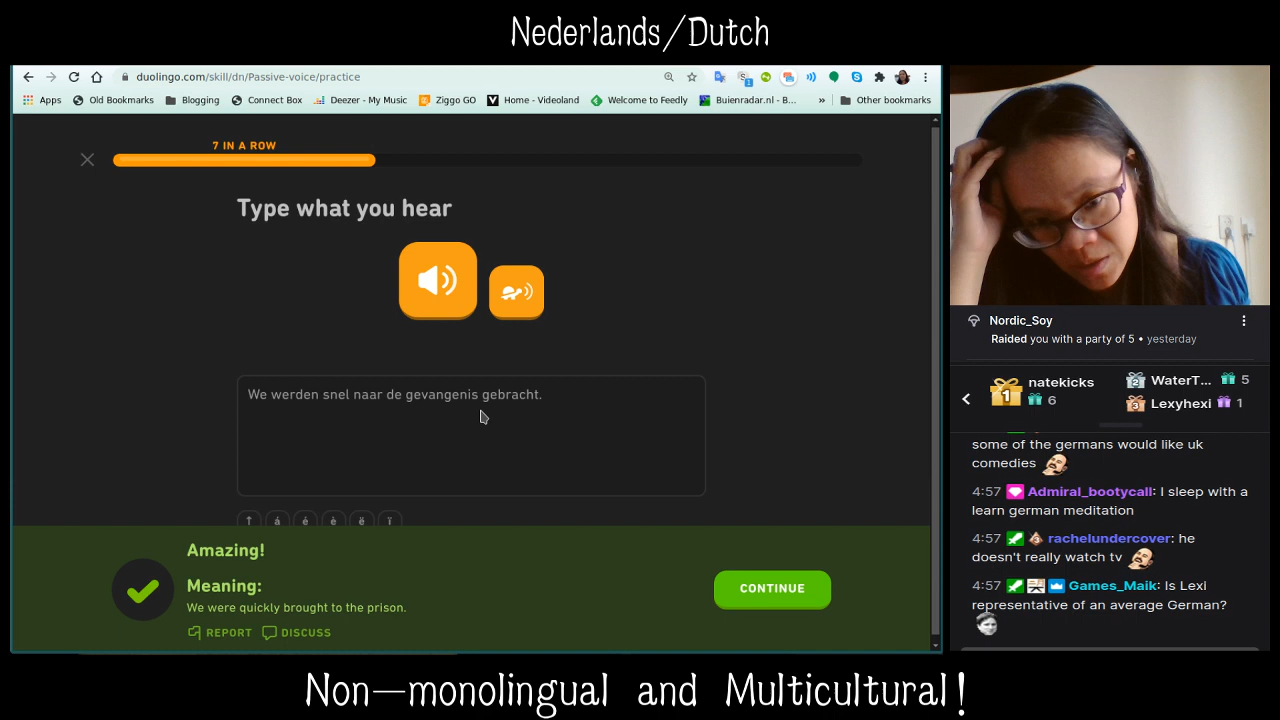 Nederlands/Dutch
duolingo.com/skill/dn/Passive-voice/practice
Apps Old Bookmarks Blogging Connect Box Deezer - My Music Ziggo GO Home - Videoland Welcome to Feedly Buienradar.nl - B... » Other bookmarks
7 IN A ROW
Type what you hear
We werden snel naar de gevangenis gebracht.
↑ á é è ë ï
Amazing!
Meaning:
We were quickly brought to the prison.
REPORT DISCUSS
CONTINUE
Nordic_Soy
Raided you with a party of 5 • yesterday
1 natekicks 6
2 WaterT... 5
3 Lexyhexi 1
some of the germans would like uk
comedies
4:57 Admiral_bootycall: I sleep with a
learn german meditation
4:57 rachelundercover: he
doesn't really watch tv
4:57 Games_Maik: Is Lexi
representative of an average German?
Non-monolingual and Multicultural!